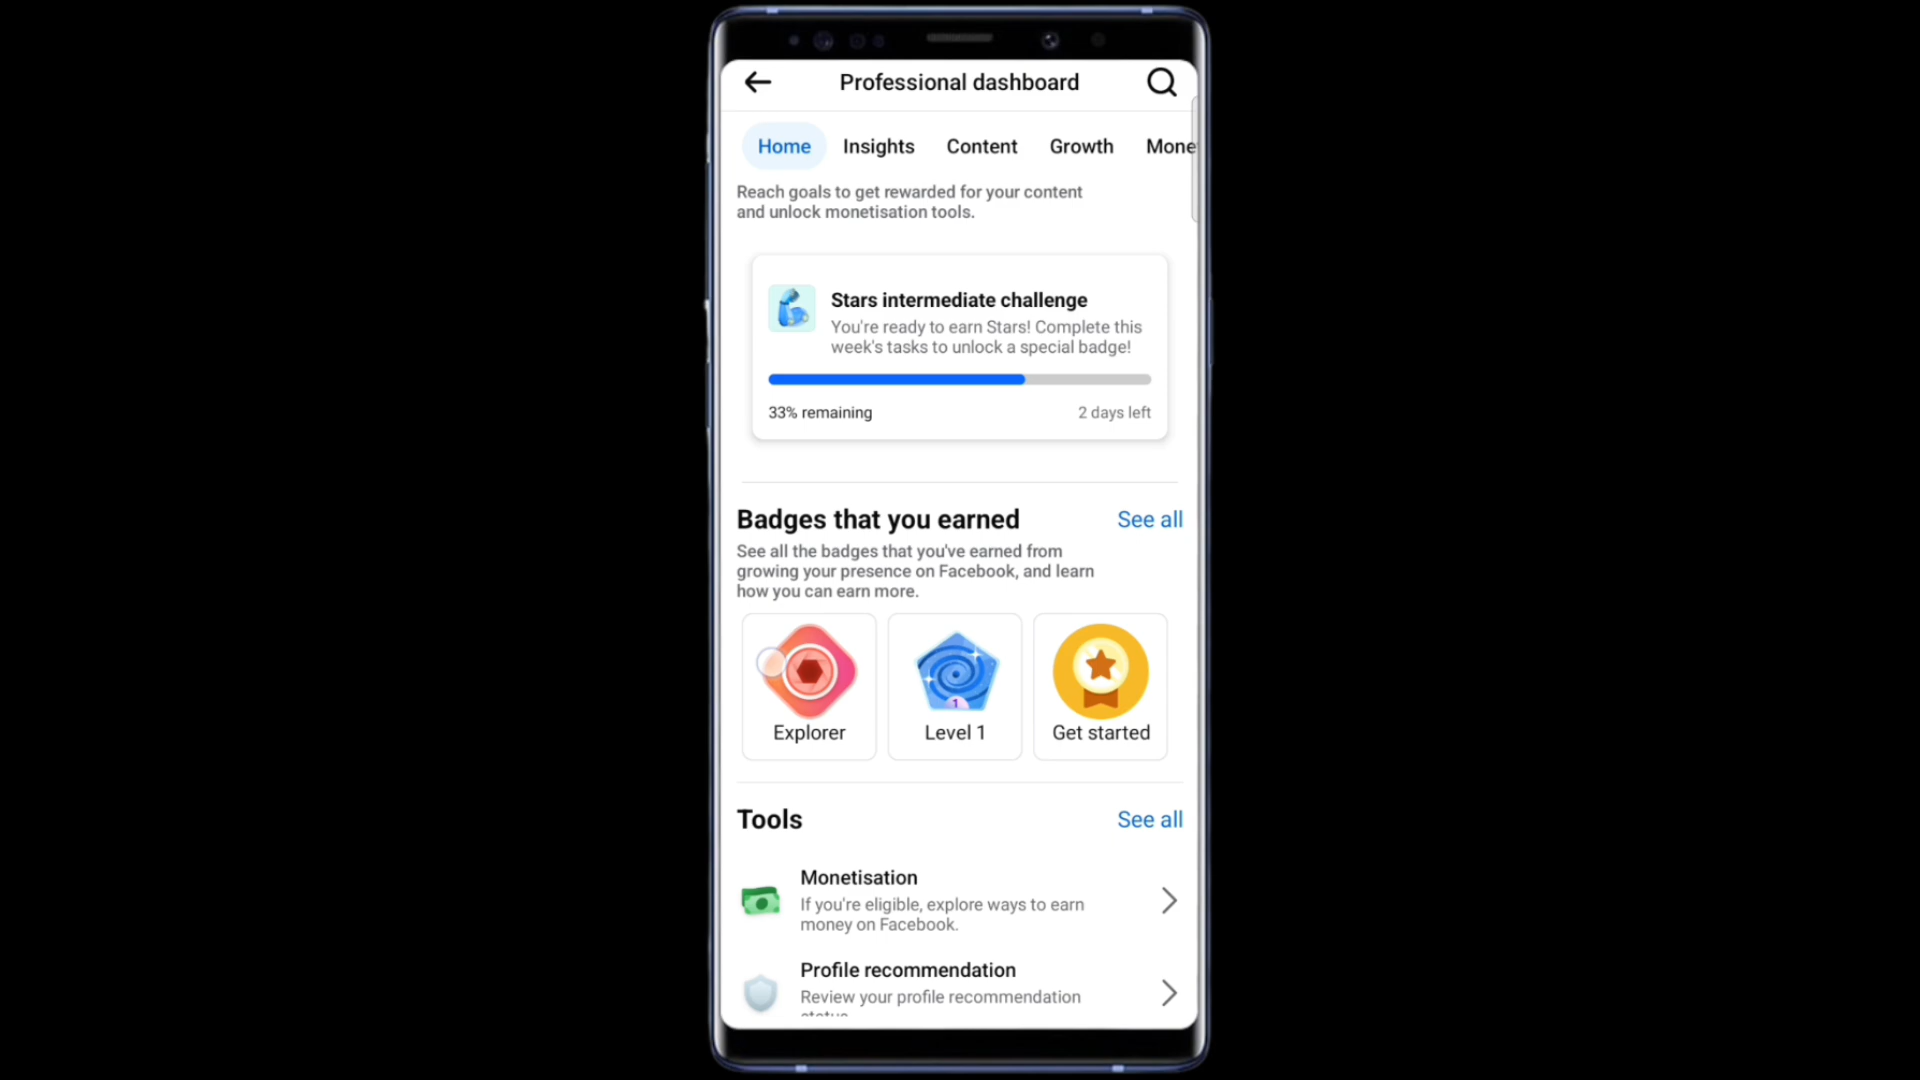 Professional dashboard
Home Insights Content Growth Mone
Reach goals to get rewarded for your content
and unlock monetisation tools.
Stars intermediate challenge
You're ready to earn Stars! Complete this
week's tasks to unlock a special badge!
33% remaining 2 days left
Badges that you earned See all
See all the badges that you've earned from
growing your presence on Facebook, and learn
how you can earn more.
1
Explorer Level 1 Get started
Tools See all
Monetisation
If you're eligible, explore ways to earn
money on Facebook.
Profile recommendation
Review your profile recommendation